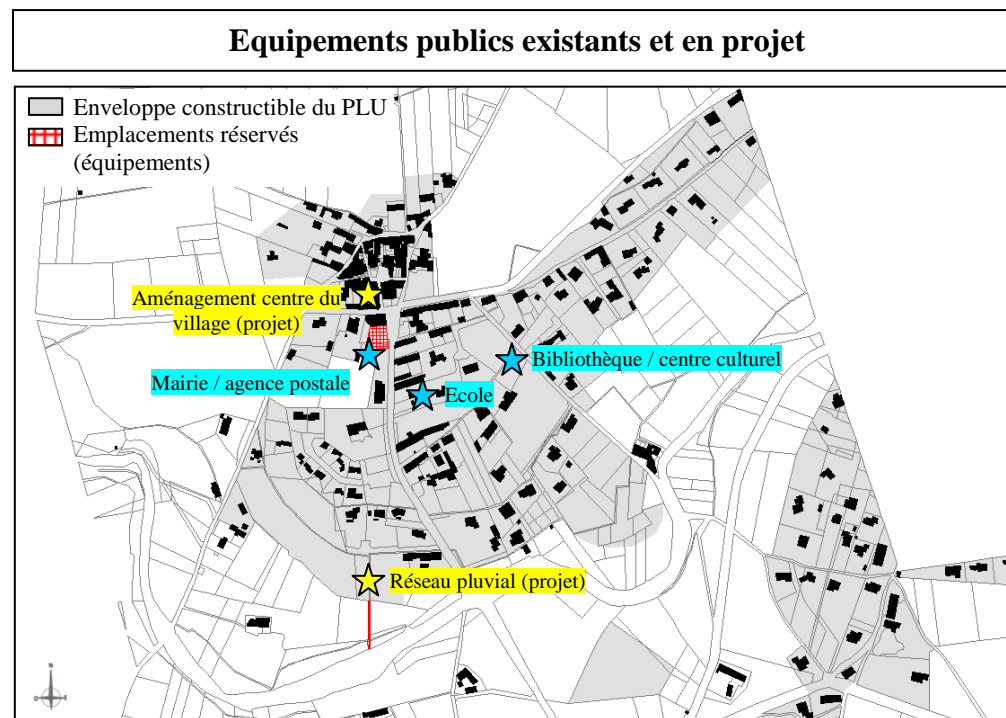 Equipements publics existants et en projet
Enveloppe constructible du PLU
Emplacements réservés
(équipements)
Aménagement centre du
village (projet)
Mairie / agence postale
Bibliothèque / centre culturel
Ecole
Réseau pluvial (projet)
N